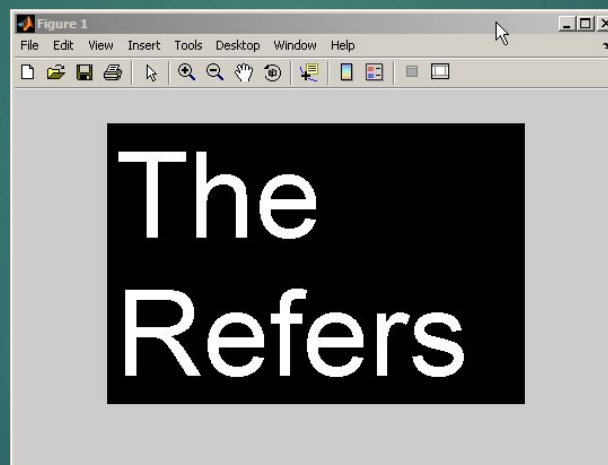 Figure 1
File Edit View Insert Tools Desktop Window Help
The
Refers